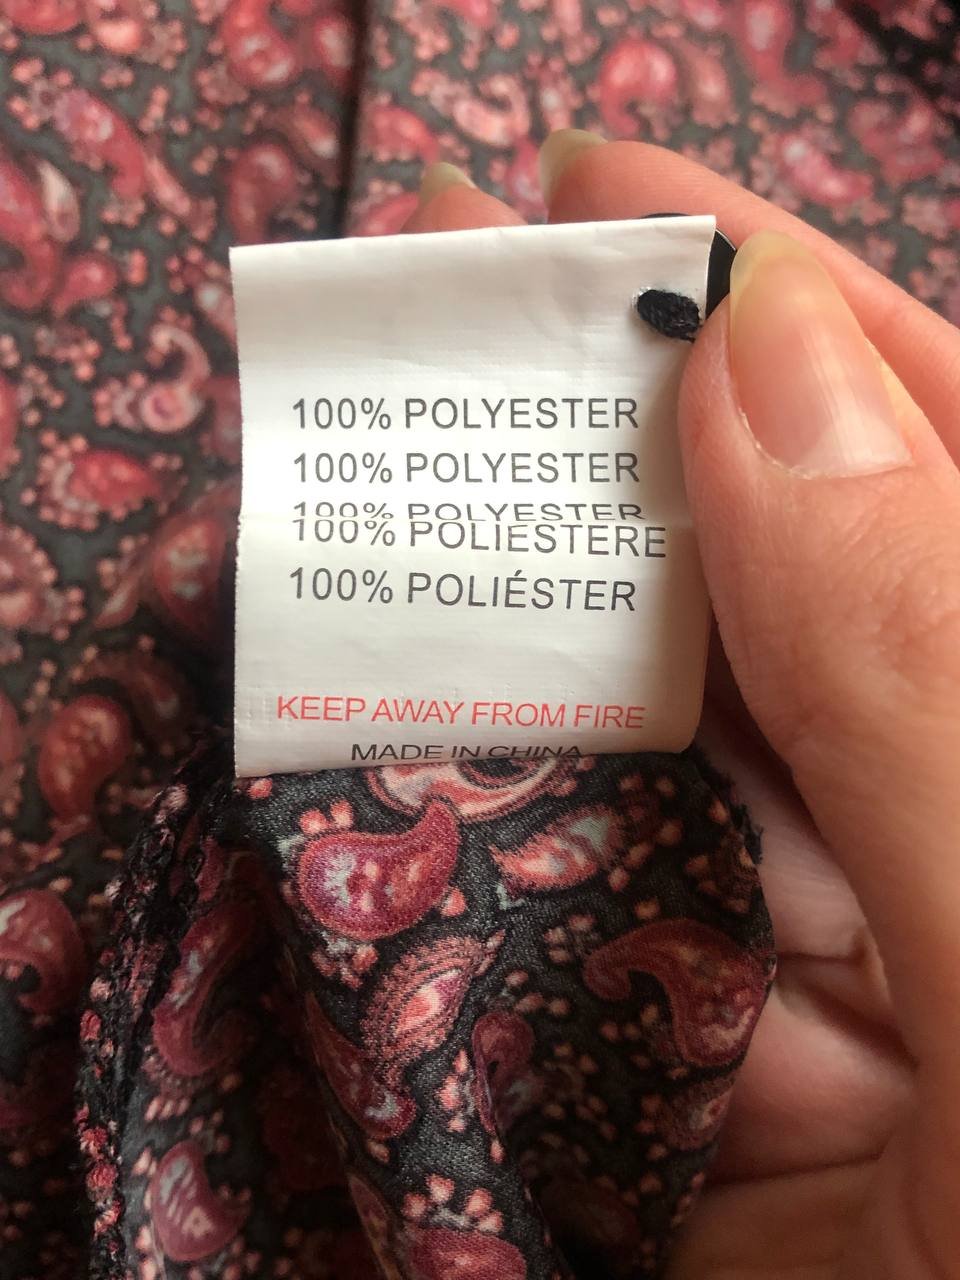 100% POLYESTER
100% POLYESTER
100% POLYESTER
100% POLIESTERE
100% POLIÉSTER
KEEP AWAY FROM FIRE
MADE IN CHINA